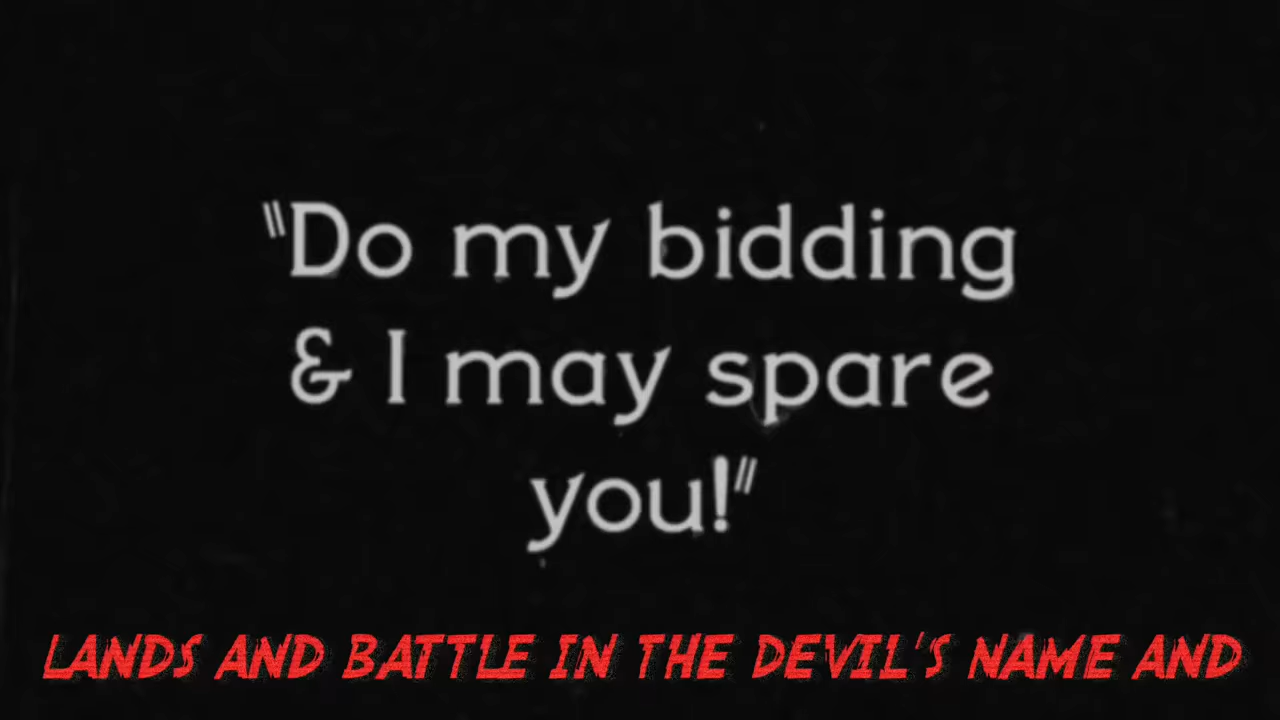 "Do my bidding
& I may spare
you!"
LANDS AND BATTLE IN THE DEVIL'S NAME AND